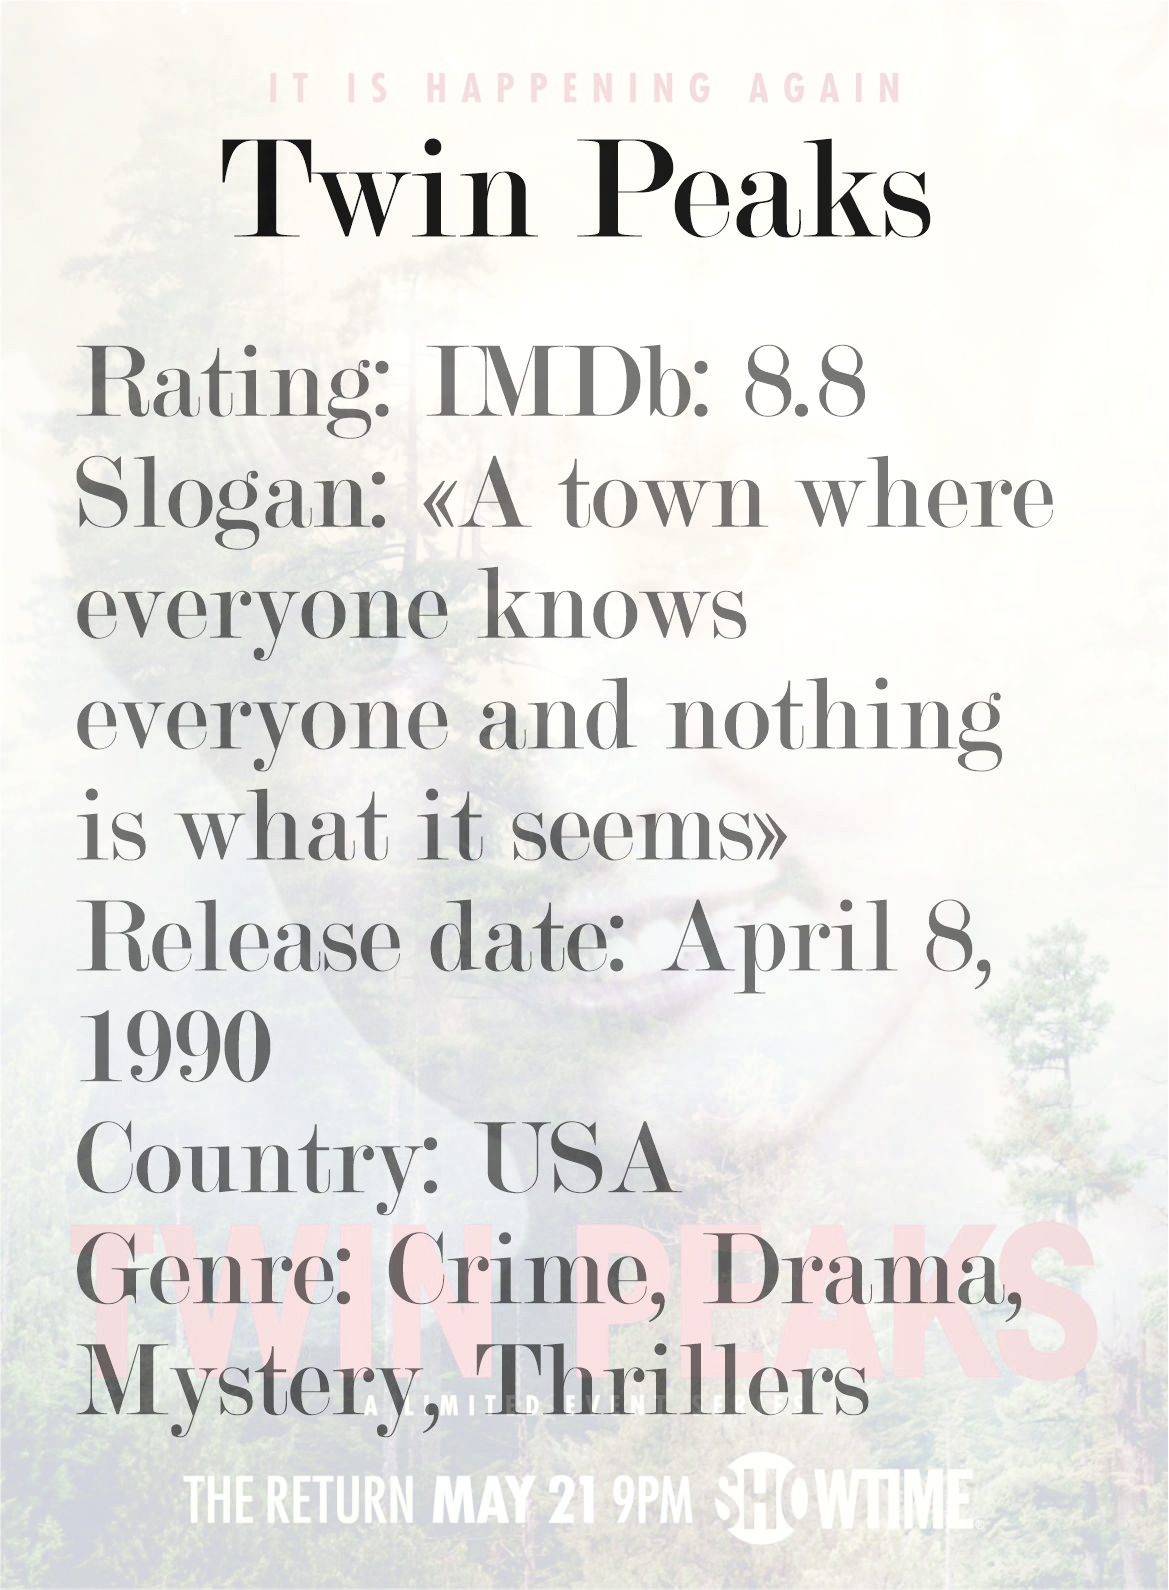 IT IS HAPPENING AGAIN
Twin Peaks
Rating: IMDb: 8.8
Slogan: «A town where
everyone knows
everyone and nothing
is what it seems»
Release date: April 8,
1990
Country: USA
TWIN PEAKS
Genre: Crime, Drama,
Mystery, Thrillers
A LIMITED EVENT SERIES
THE RETURN MAY 21 9PM SHOWTIME